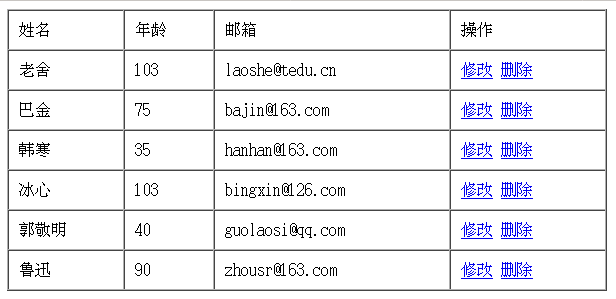 姓名 年龄 邮箱 操作
老舍 103 laoshe@tedu.cn 修改 删除
巴金 75 bajin@163.com 修改 删除
韩寒 35 hanhan@163.com 修改 删除
冰心 103 bingxin@126.com 修改 删除
郭敬明 40 guolaosi@qq.com 修改 删除
鲁迅 90 zhousr@163.com 修改 删除